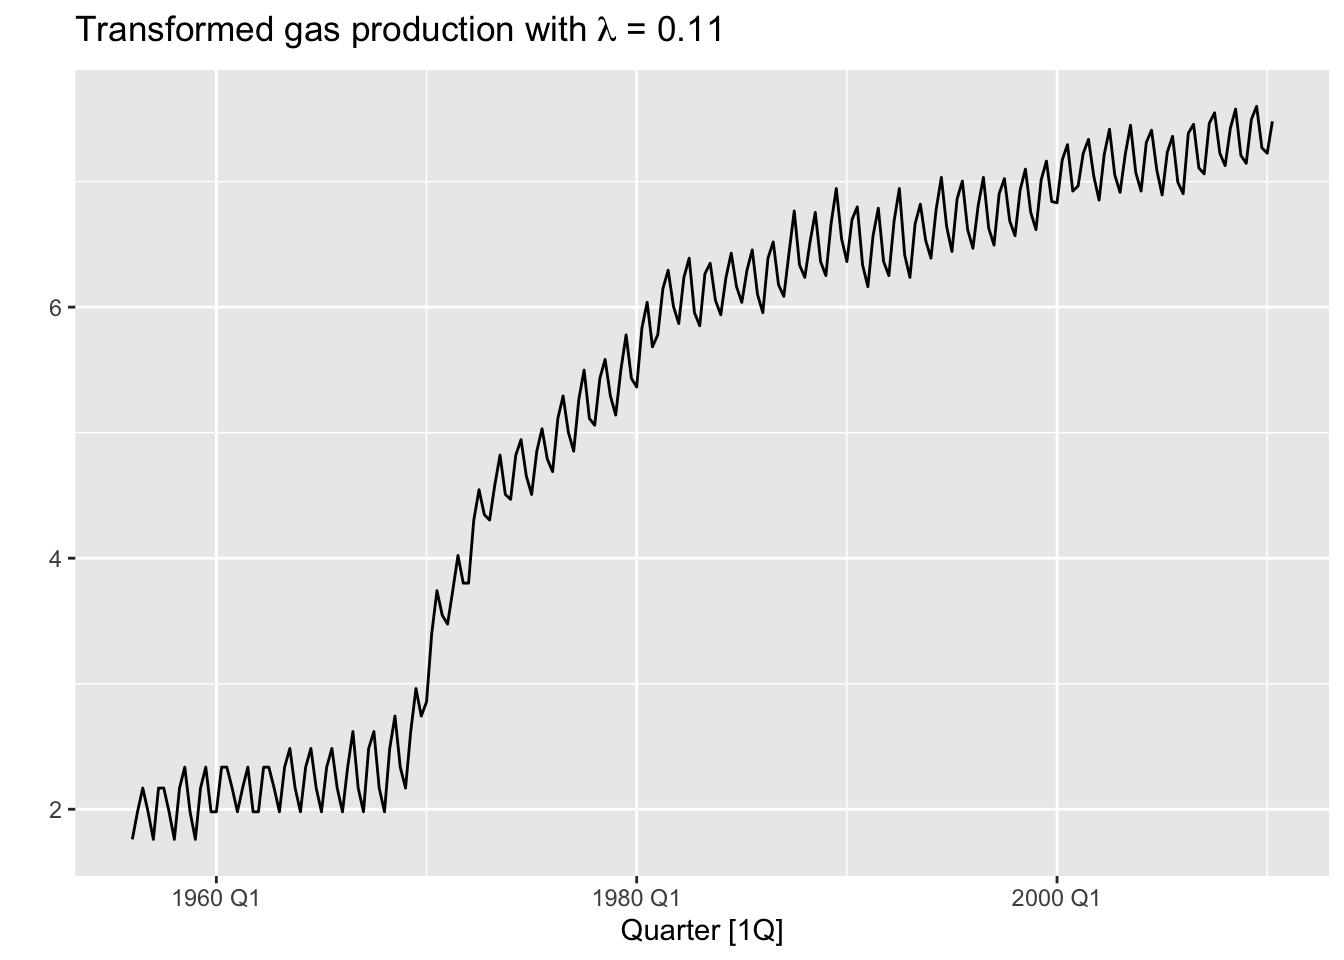 Transformed gas production with λ = 0.11
6
4
2
1960 Q1
1980 Q1
2000 Q1
Quarter [1Q]